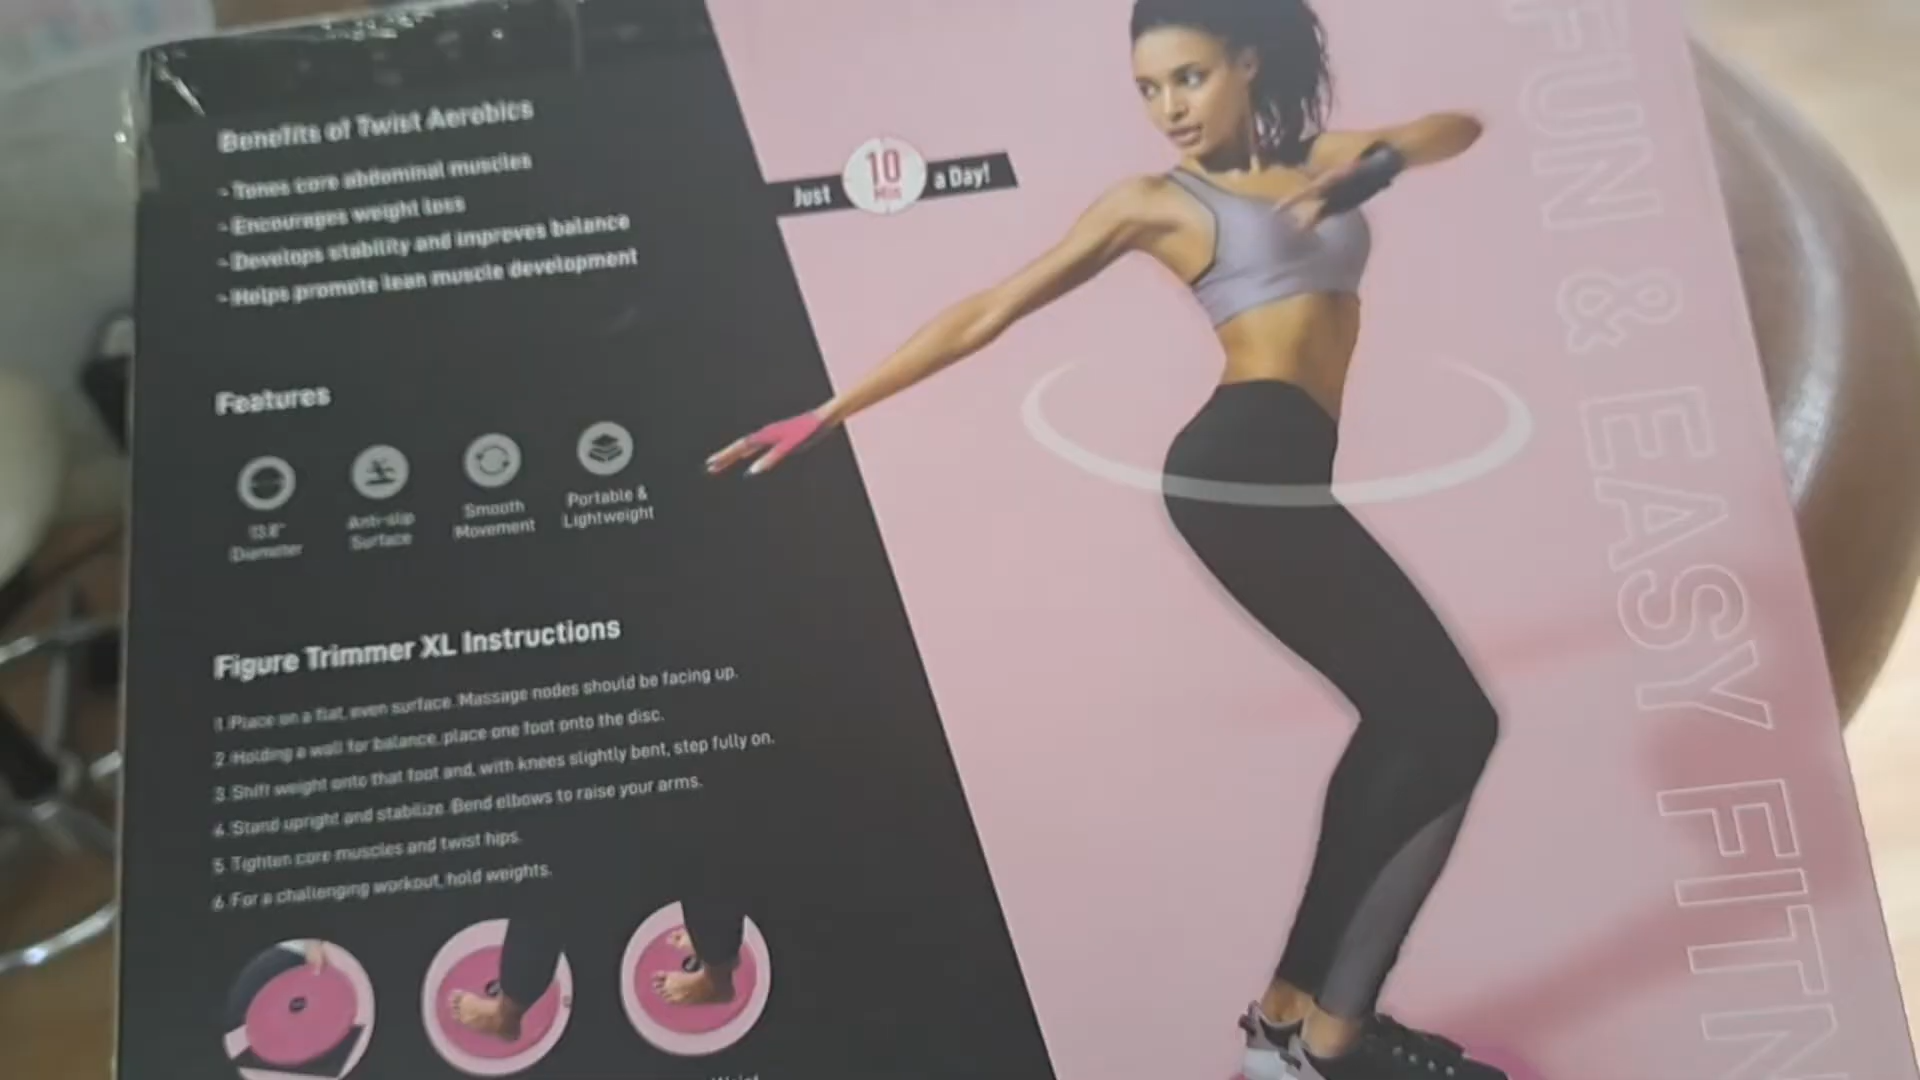 Benefits of Twist Aerobics
- Tones core abdominal muscles
- Encourages weight loss
- Develops stability and improves balance
- Helps promote lean muscle development
Just 10 Min a Day!
Features
13.8" Diameter
Anti-slip Surface
Smooth Movement
Portable & Lightweight
Figure Trimmer XL Instructions
1. Place on a flat, even surface. Massage nodes should be facing up.
2. Holding a wall for balance, place one foot onto the disc.
3. Shift weight onto that foot and, with knees slightly bent, step fully on.
4. Stand upright and stabilize. Bend elbows to raise your arms.
5. Tighten core muscles and twist hips.
6. For a challenging workout, hold weights.
FUN & EASY FITN